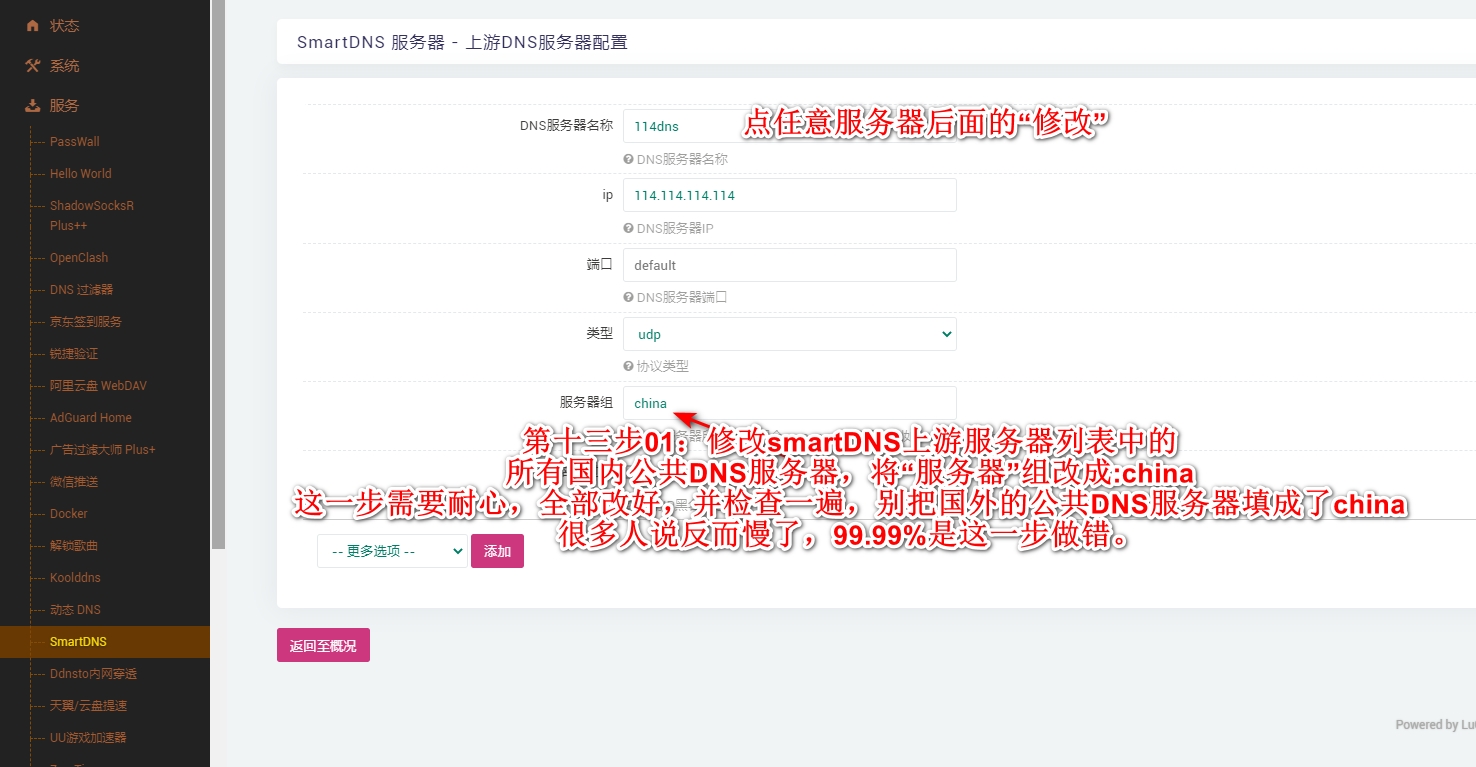 状态
系统
服务
PassWall
Hello World
ShadowSocksR
Plus++
OpenClash
DNS 过滤器
京东签到服务
锐捷验证
阿里云盘 WebDAV
AdGuard Home
广告过滤大师 Plus+
微信推送
Docker
解锁歌曲
Koolddns
动态 DNS
SmartDNS
Ddnsto内网穿透
天翼/云盘提速
UU游戏加速器
SmartDNS 服务器 - 上游DNS服务器配置
DNS服务器名称
114dns
点任意服务器后面的“修改”
DNS服务器名称
ip
114.114.114.114
DNS服务器IP
端口
default
DNS服务器端口
类型
udp
协议类型
服务器组
china
第十三步01：修改smartDNS上游服务器列表中的
所有国内公共DNS服务器，将“服务器”组改成:china
这一步需要耐心，全部改好，并检查一遍，别把国外的公共DNS服务器填成了china
很多人说反而慢了，99.99%是这一步做错。
-- 更多选项 --
添加
返回至概况
Powered by Lu